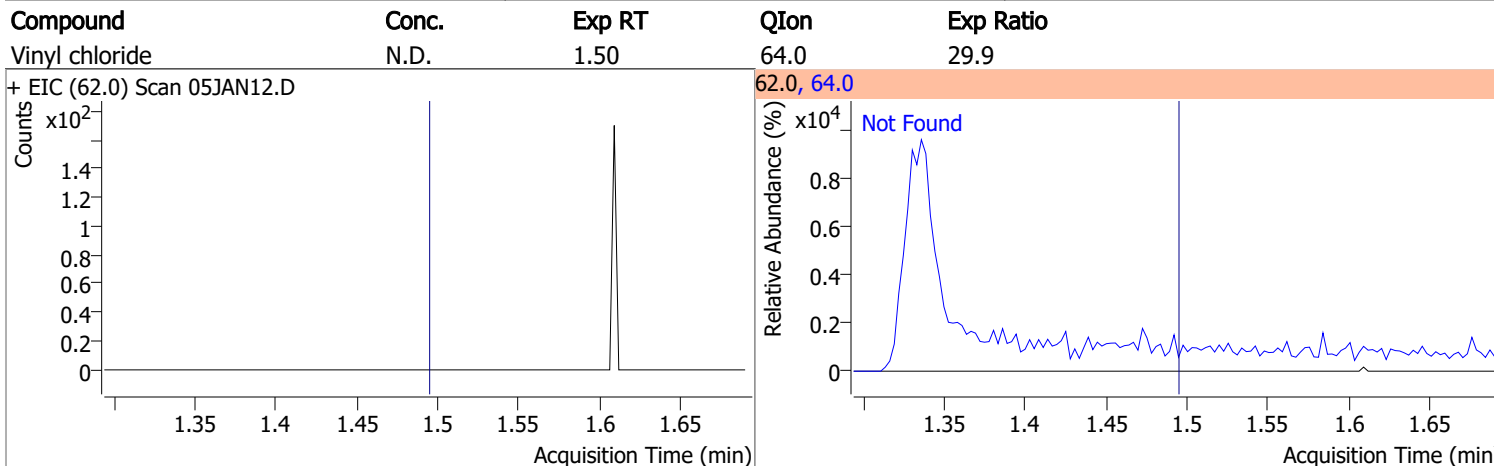 Compound Conc. Exp RT QIon Exp Ratio
Vinyl chloride N.D. 1.50 64.0 29.9
+ EIC (62.0) Scan 05JAN12.D
Counts
x10²
1.4
1.2
1
0.8
0.6
0.4
0.2
0
1.35 1.4 1.45 1.5 1.55 1.6 1.65
Acquisition Time (min)
62.0, 64.0
Relative Abundance (%)
x10⁴
Not Found
0.8
0.6
0.4
0.2
0
1.35 1.4 1.45 1.5 1.55 1.6 1.65
Acquisition Time (min